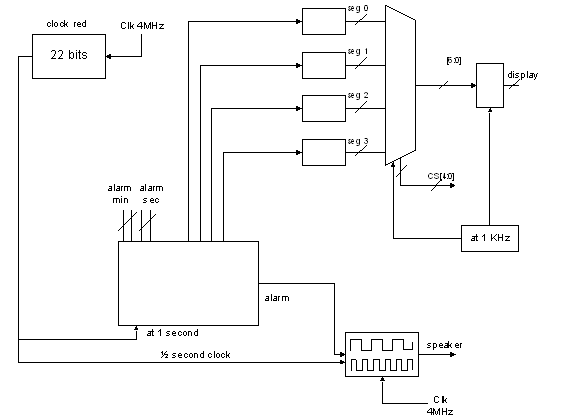 clock red
Clk 4MHz
22 bits
seg 0
seg 1
seg 2
seg 3
[6:0]
display
CS[4:0]
at 1 KHz
alarm min
alarm sec
alarm
at 1 second
½ second clock
speaker
Clk
4MHz